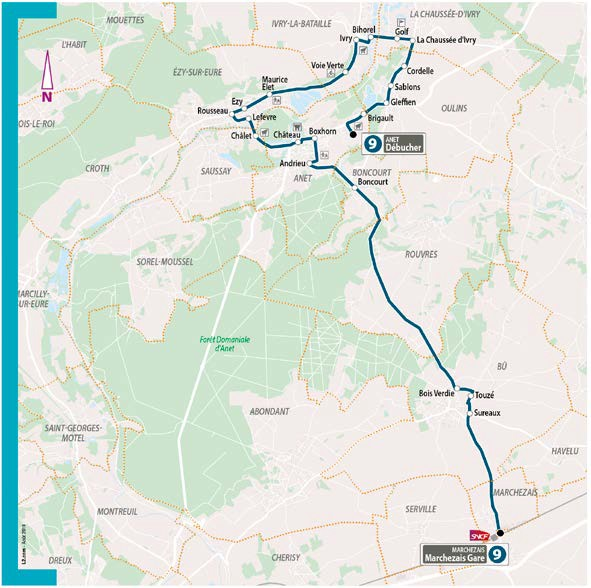 MOUETTES
IVRY-LA-BATAILLE
LA CHAUSSÉE-D'IVRY
Bihorel
Golf
Ivry
La Chaussée d'Ivry
L'HABIT
Voie Verte
Cordelle
ÉZY-SUR-EURE
Maurice
Elet
Sablons
N
Gleffien
OULINS
Ezy
Rousseau
Lefevre
Brigault
BOIS-LE-ROI
Boxhorn
Châlet
Château
9
ANET
Débucher
Andrieu
CROTH
SAUSSAY
ANET
BONCOURT
Boncourt
SOREL-MOUSSEL
ROUVRES
MARCILLY-
SUR-EURE
Forêt Domaniale
d'Anet
BÛ
Bois Verdie
Touzé
ABONDANT
Sureaux
SAINT-GEORGES-
MOTEL
HAVELU
MARCHEZAIS
MONTREUIL
SERVILLE
SNCF
MARCHEZAIS
Marchezais Gare
9
DREUX
CHERISY